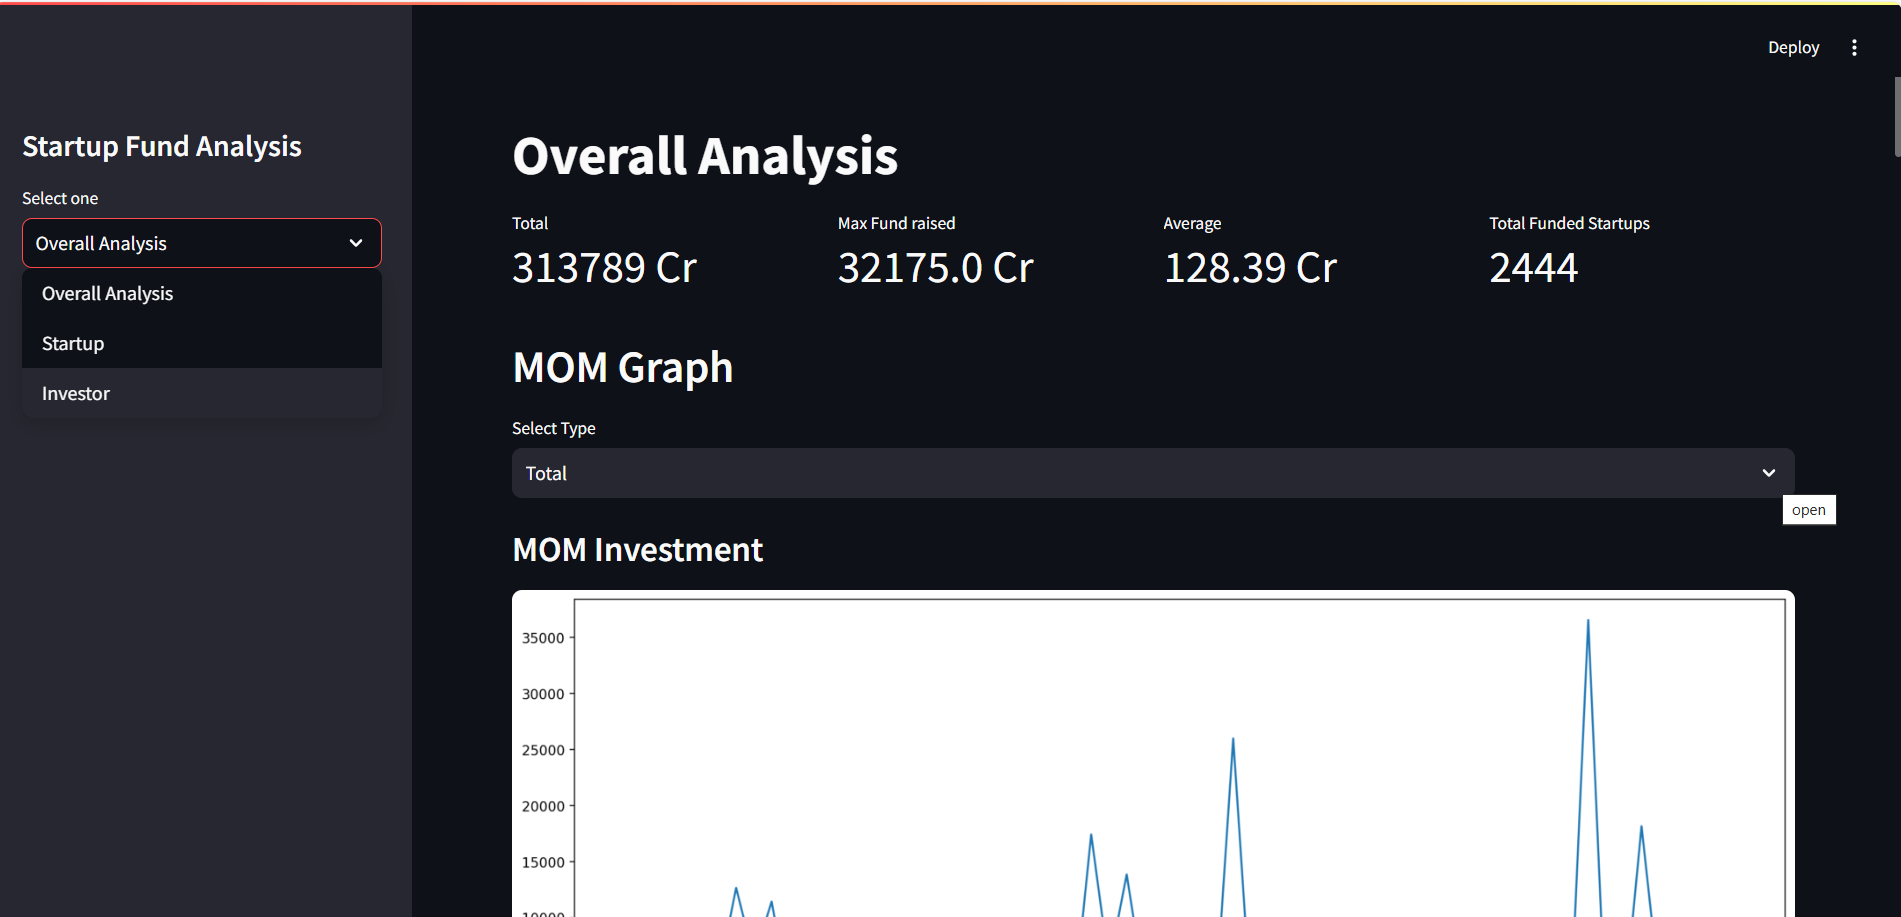 Deploy
Startup Fund Analysis
Select one
Overall Analysis
Overall Analysis
Startup
Investor
Overall Analysis
Total
313789 Cr
Max Fund raised
32175.0 Cr
Average
128.39 Cr
Total Funded Startups
2444
MOM Graph
Select Type
Total
open
MOM Investment
35000
30000
25000
20000
15000
10000